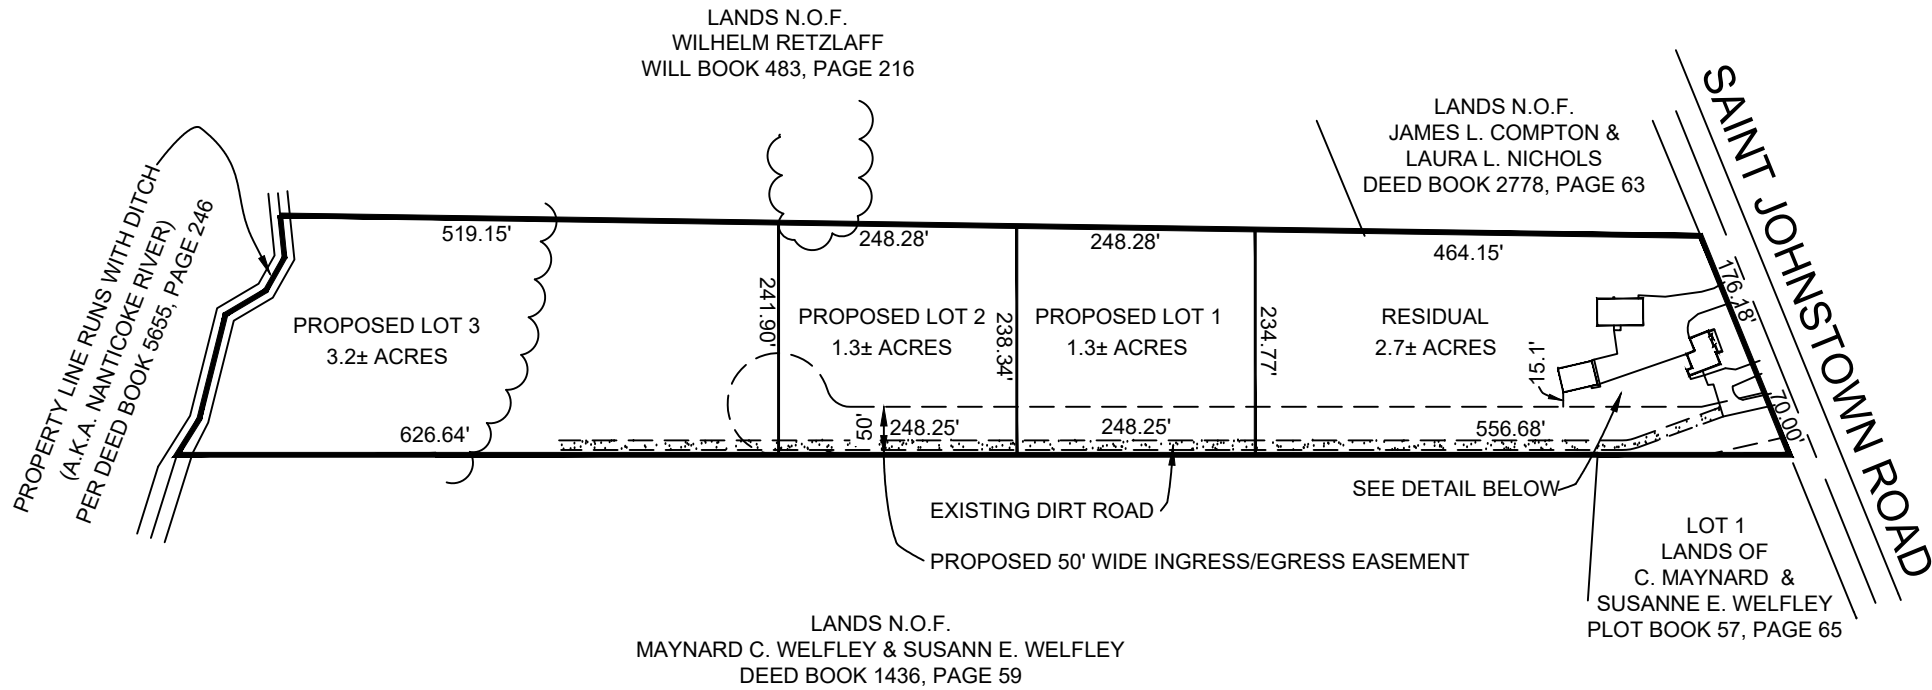 LANDS N.O.F.
WILHELM RETZLAFF
WILL BOOK 483, PAGE 216
LANDS N.O.F.
JAMES L. COMPTON &
LAURA L. NICHOLS
DEED BOOK 2778, PAGE 63
SAINT JOHNSTOWN ROAD
PROPERTY LINE RUNS WITH DITCH
(A.K.A. NANTICOKE RIVER)
PER DEED BOOK 5655, PAGE 246
519.15'
248.28'
248.28'
464.15'
176.18'
PROPOSED LOT 3
3.2± ACRES
241.90'
PROPOSED LOT 2
1.3± ACRES
238.34'
PROPOSED LOT 1
1.3± ACRES
234.77'
RESIDUAL
2.7± ACRES
15.1'
70.00'
626.64'
50'
248.25'
248.25'
556.68'
EXISTING DIRT ROAD
SEE DETAIL BELOW
PROPOSED 50' WIDE INGRESS/EGRESS EASEMENT
LOT 1
LANDS OF
C. MAYNARD &
SUSANNE E. WELFLEY
PLOT BOOK 57, PAGE 65
LANDS N.O.F.
MAYNARD C. WELFLEY & SUSANN E. WELFLEY
DEED BOOK 1436, PAGE 59